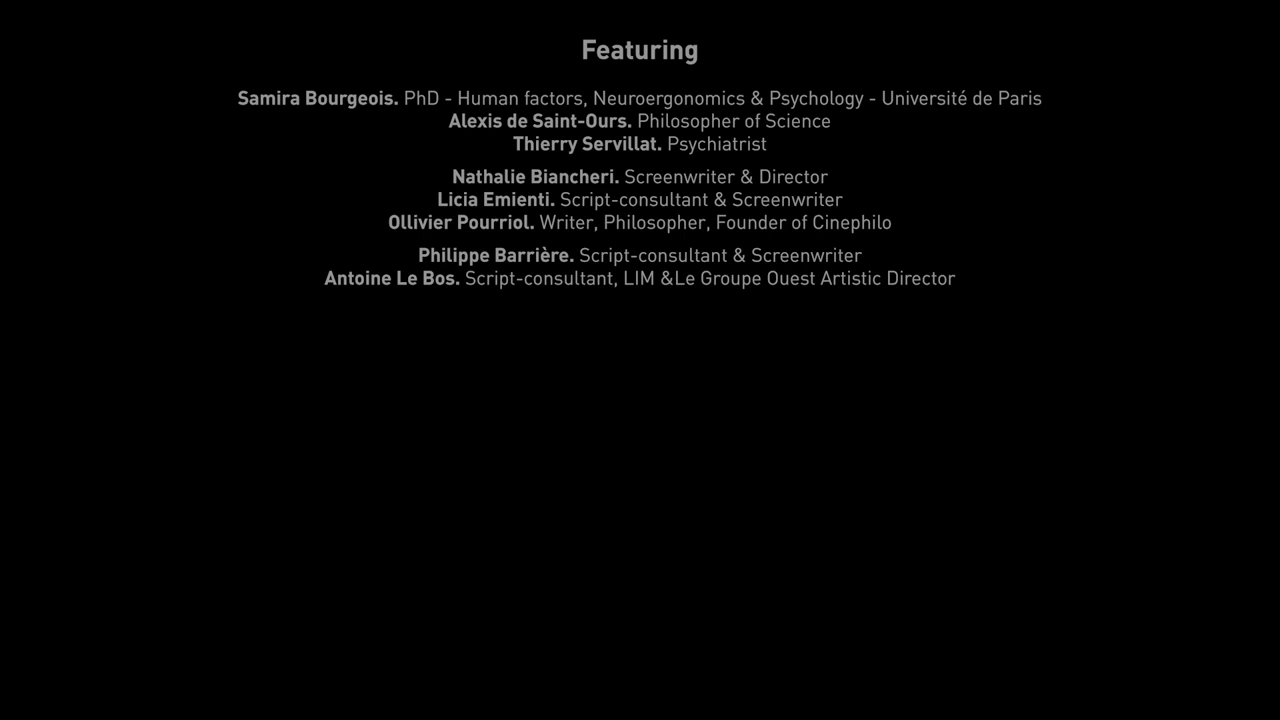 Featuring
Samira Bourgeois. PhD - Human factors, Neuroergonomics & Psychology - Université de Paris
Alexis de Saint-Ours. Philosopher of Science
Thierry Servillat. Psychiatrist
Nathalie Biancheri. Screenwriter & Director
Licia Emienti. Script-consultant & Screenwriter
Ollivier Pourriol. Writer, Philosopher, Founder of Cinephilo
Philippe Barrière. Script-consultant & Screenwriter
Antoine Le Bos. Script-consultant, LIM &Le Groupe Ouest Artistic Director